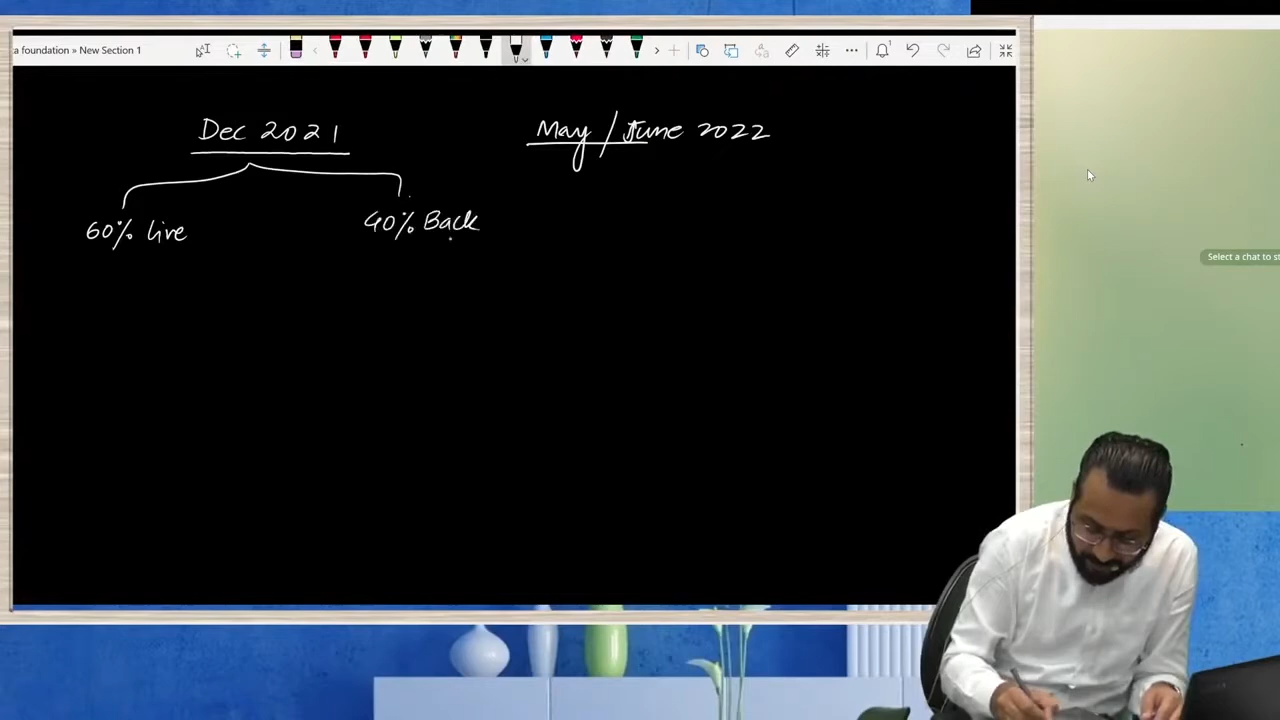 a foundation » New Section 1
Dec 2021
May / June 2022
60% live
40% Back
Select a chat to st